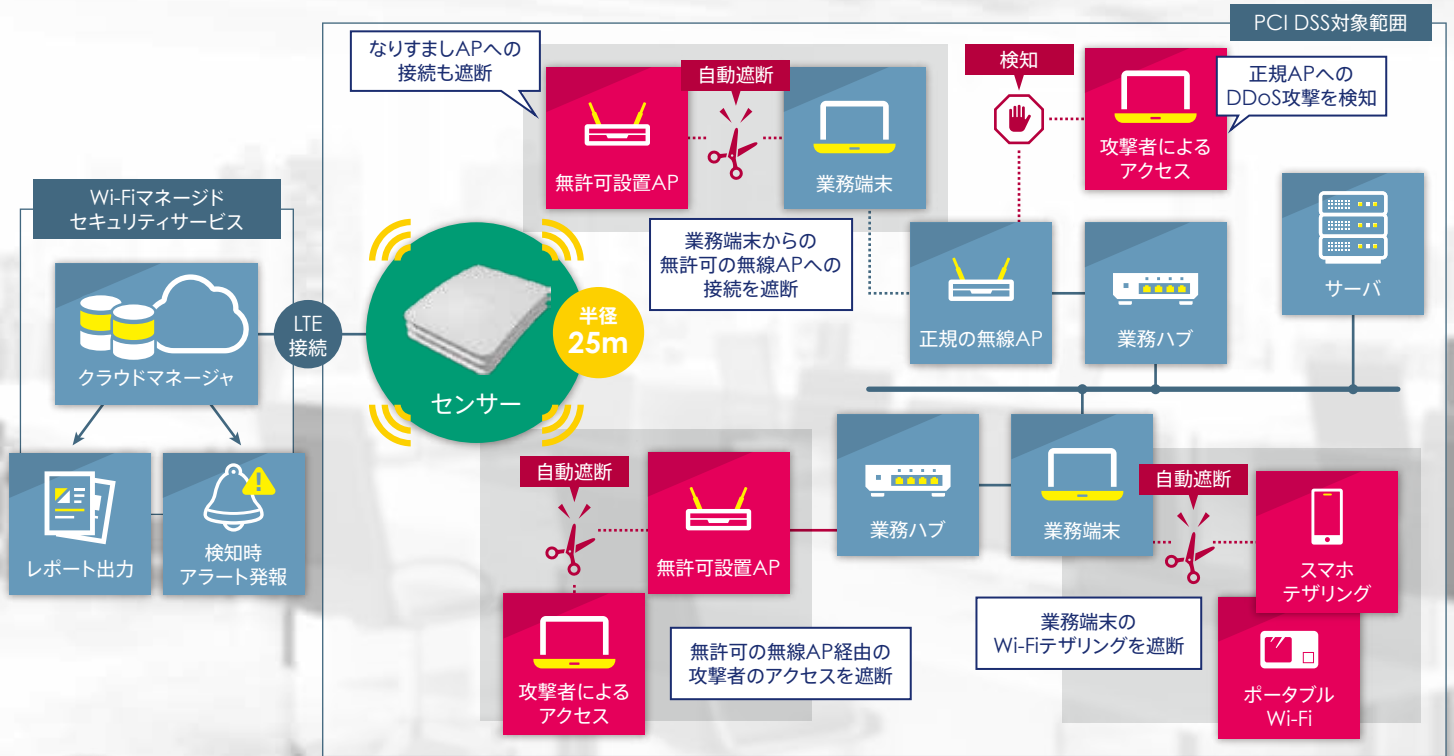 PCI DSS対象範囲
なりすましAPへの
接続も遮断
自動遮断
無許可設置AP
業務端末
検知
攻撃者による
アクセス
正規APへの
DDoS攻撃を検知
業務端末からの
無許可の無線APへの
接続を遮断
正規の無線AP
業務ハブ
サーバ
Wi-Fiマネージド
セキュリティサービス
クラウドマネージャ
レポート出力
検知時
アラート発報
LTE
接続
センサー
半径
25m
自動遮断
無許可設置AP
攻撃者による
アクセス
無許可の無線AP経由の
攻撃者のアクセスを遮断
業務ハブ
業務端末
自動遮断
スマホ
テザリング
ポータブル
Wi-Fi
業務端末の
Wi-Fiテザリングを遮断